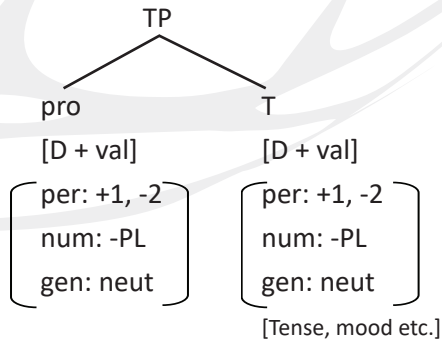 TP
pro T
[D + val] [D + val]
per: +1, -2 per: +1, -2
num: -PL num: -PL
gen: neut gen: neut
[Tense, mood etc.]